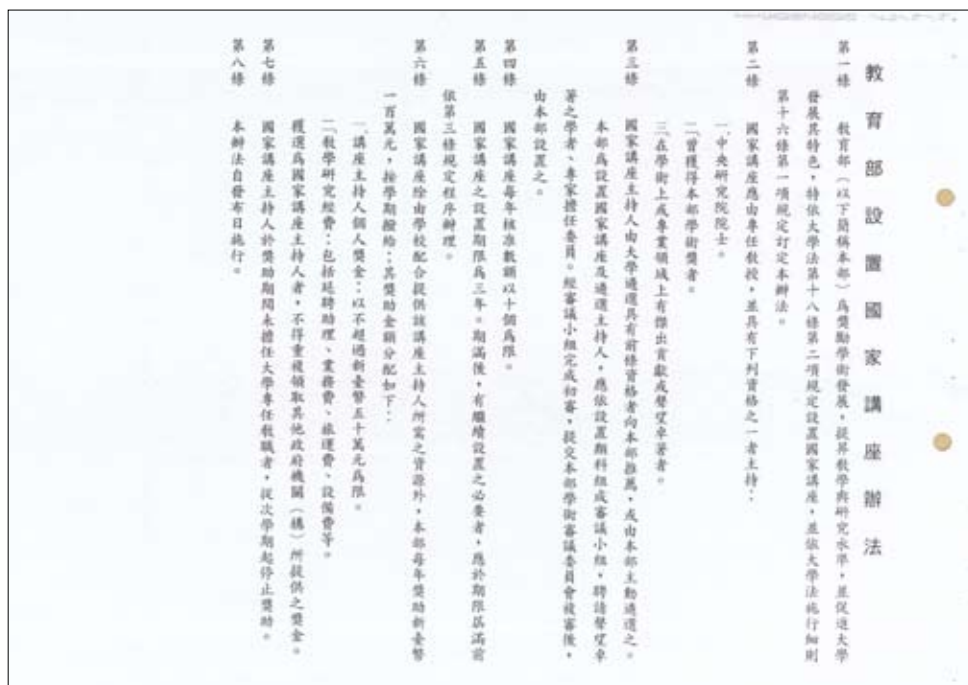 教育部設置國家講座辦法
第一條　教育部（以下簡稱本部）為獎勵學術發展，提昇教學與研究水準，並促進大學
發展其特色，特依大學法第十八條第二項規定設置國家講座，並依大學法施行細則
第十六條第一項規定訂定本辦法。
第二條　國家講座應由專任教授，並具有下列資格之一者主持：
一、中央研究院院士。
二、曾獲得本部學術獎者。
三、在學術上或專業領域上有傑出貢獻或聲望卓著者。
第三條　國家講座主持人由大學遴選具有前條資格者向本部推薦，或由本部主動遴選之。
本部為設置國家講座及遴選主持人，應依設置類科組成審議小組，聘請聲望卓
著之學者、專家擔任委員。經審議小組完成初審，提交本部學術審議委員會複審後，
由本部設置之。
第四條　國家講座每年核准數額以十個為限。
第五條　國家講座之設置期限為三年。期滿後，有繼續設置之必要者，應於期限屆滿前
依第三條規定程序辦理。
第六條　國家講座除由學校配合提供該講座主持人所需之資源外，本部每年獎助新臺幣
一百萬元，按學期撥給；其獎助金額分配如下：
一、講座主持人個人獎金：以不超過新臺幣五十萬元為限。
二、教學研究經費：包括延聘助理、業務費、旅運費、設備費等。
獲選為國家講座主持人者，不得重複領取其他政府機關（構）所提供之獎金。
第七條　國家講座主持人於獎助期間未擔任大學專任教職者，從次學期起停止獎助。
第八條　本辦法自發布日施行。